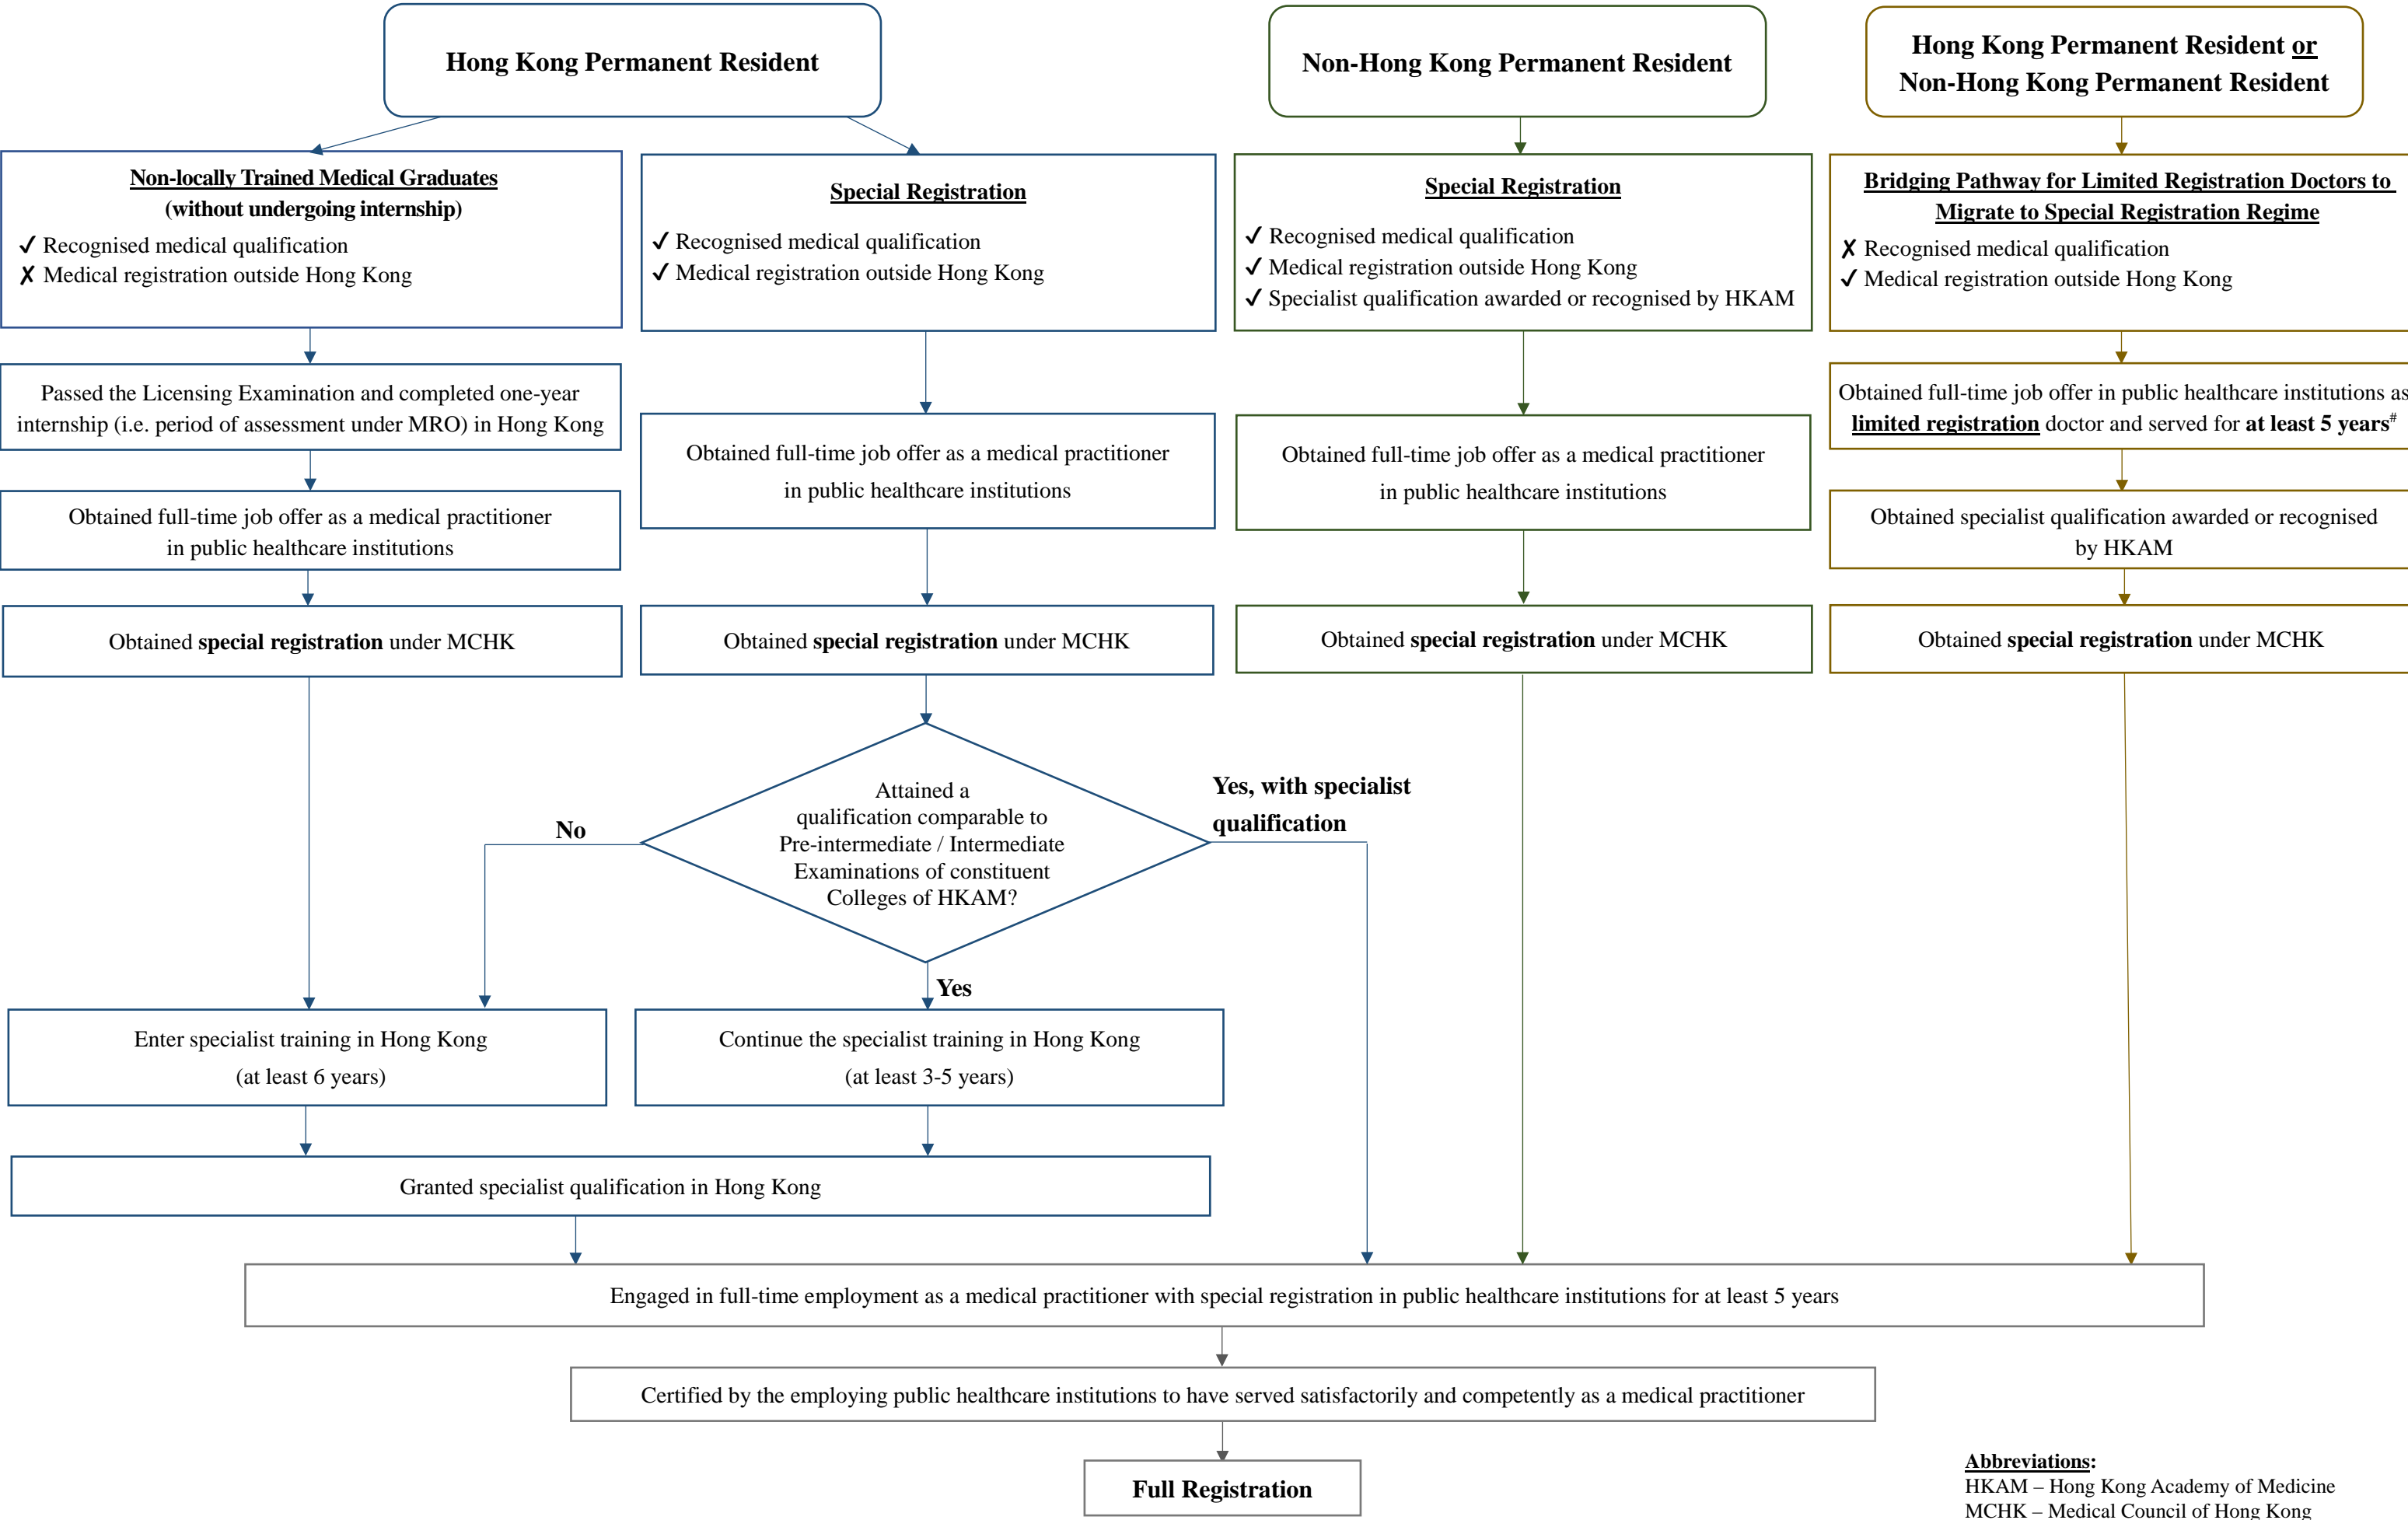 Hong Kong Permanent Resident
Non-Hong Kong Permanent Resident
Hong Kong Permanent Resident or
Non-Hong Kong Permanent Resident
Non-locally Trained Medical Graduates
(without undergoing internship)
✓ Recognised medical qualification
✗ Medical registration outside Hong Kong
Special Registration
✓ Recognised medical qualification
✓ Medical registration outside Hong Kong
Special Registration
✓ Recognised medical qualification
✓ Medical registration outside Hong Kong
✓ Specialist qualification awarded or recognised by HKAM
Bridging Pathway for Limited Registration Doctors to
Migrate to Special Registration Regime
✗ Recognised medical qualification
✓ Medical registration outside Hong Kong
Passed the Licensing Examination and completed one-year
internship (i.e. period of assessment under MRO) in Hong Kong
Obtained full-time job offer as a medical practitioner
in public healthcare institutions
Obtained full-time job offer as a medical practitioner
in public healthcare institutions
Obtained full-time job offer in public healthcare institutions as
limited registration doctor and served for at least 5 years#
Obtained full-time job offer as a medical practitioner
in public healthcare institutions
Obtained specialist qualification awarded or recognised
by HKAM
Obtained special registration under MCHK
Obtained special registration under MCHK
Obtained special registration under MCHK
Obtained special registration under MCHK
Attained a
qualification comparable to
Pre-intermediate / Intermediate
Examinations of constituent
Colleges of HKAM?
No
Yes, with specialist
qualification
Yes
Enter specialist training in Hong Kong
(at least 6 years)
Continue the specialist training in Hong Kong
(at least 3-5 years)
Granted specialist qualification in Hong Kong
Engaged in full-time employment as a medical practitioner with special registration in public healthcare institutions for at least 5 years
Certified by the employing public healthcare institutions to have served satisfactorily and competently as a medical practitioner
Full Registration
Abbreviations:
HKAM – Hong Kong Academy of Medicine
MCHK – Medical Council of Hong Kong